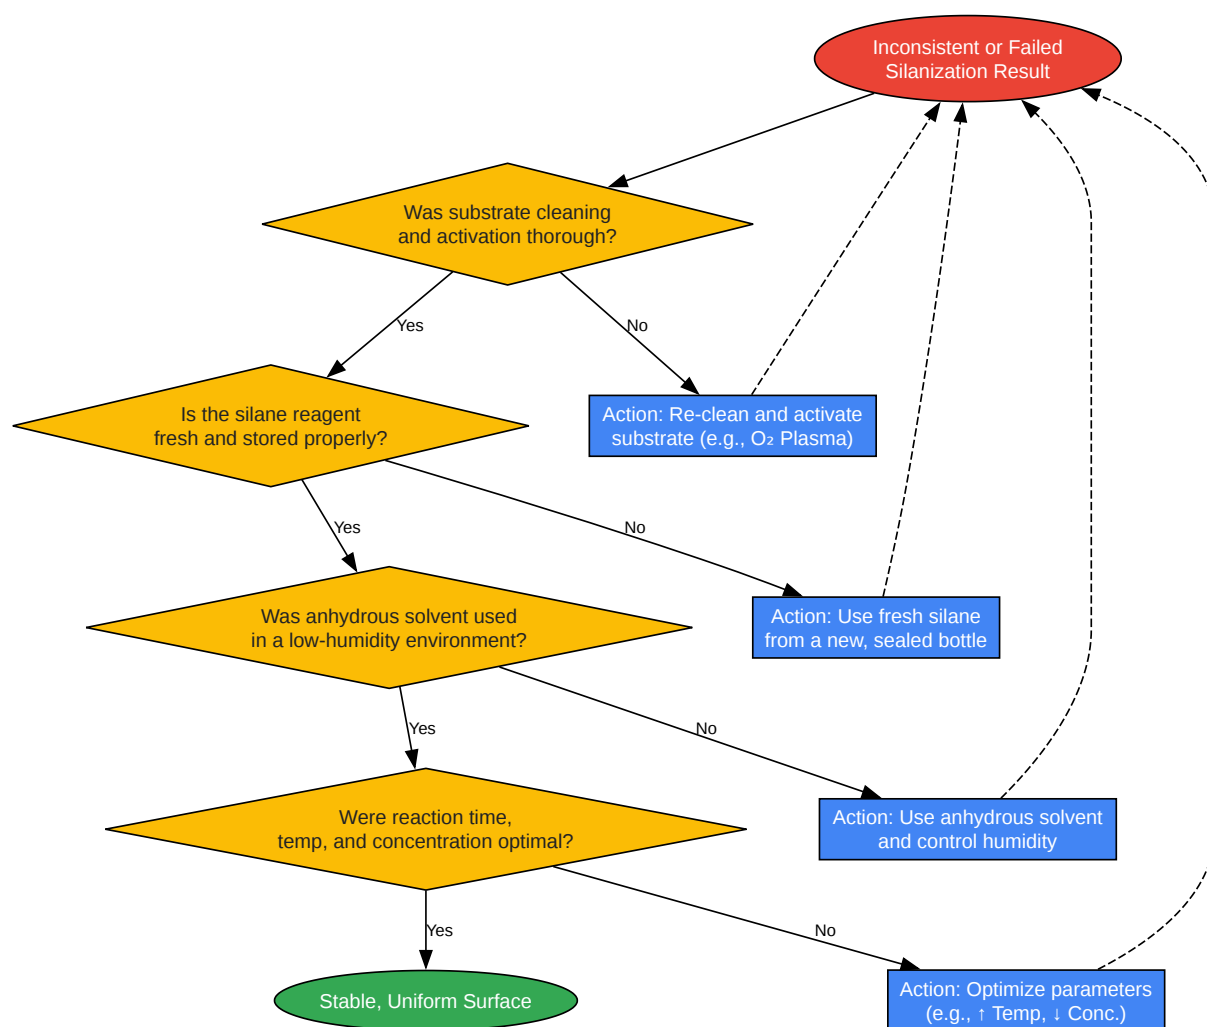 Inconsistent or Failed
Silanization Result
Was substrate cleaning
and activation thorough?
Yes
No
Is the silane reagent
fresh and stored properly?
Action: Re-clean and activate
substrate (e.g., O₂ Plasma)
Yes
No
Was anhydrous solvent used
in a low-humidity environment?
Action: Use fresh silane
from a new, sealed bottle
Yes
No
Were reaction time,
temp, and concentration optimal?
Action: Use anhydrous solvent
and control humidity
Yes
No
Stable, Uniform Surface
Action: Optimize parameters
(e.g., ↑ Temp, ↓ Conc.)